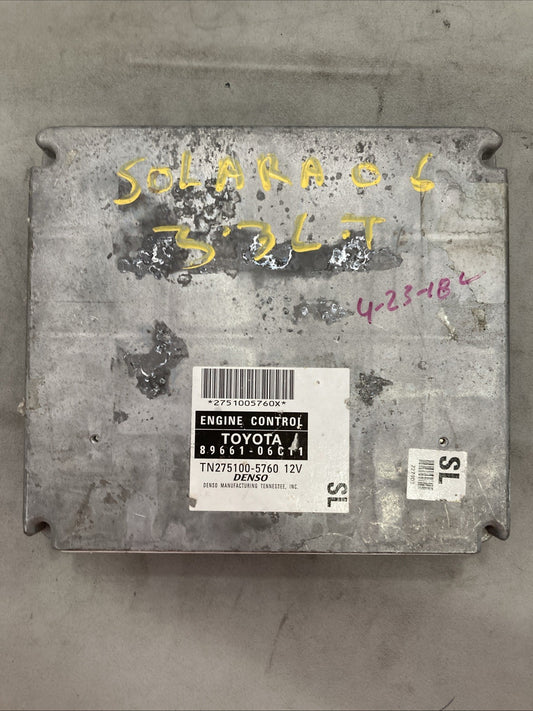 SOLARA 06
3.3L.T
4-23-18 L
*2751005760X*
ENGINE CONTROL
TOYOTA
89661-06C11
TN275100-5760 12V
DENSO
DENSO MANUFACTURING TENNESSEE, INC.
SL
SL